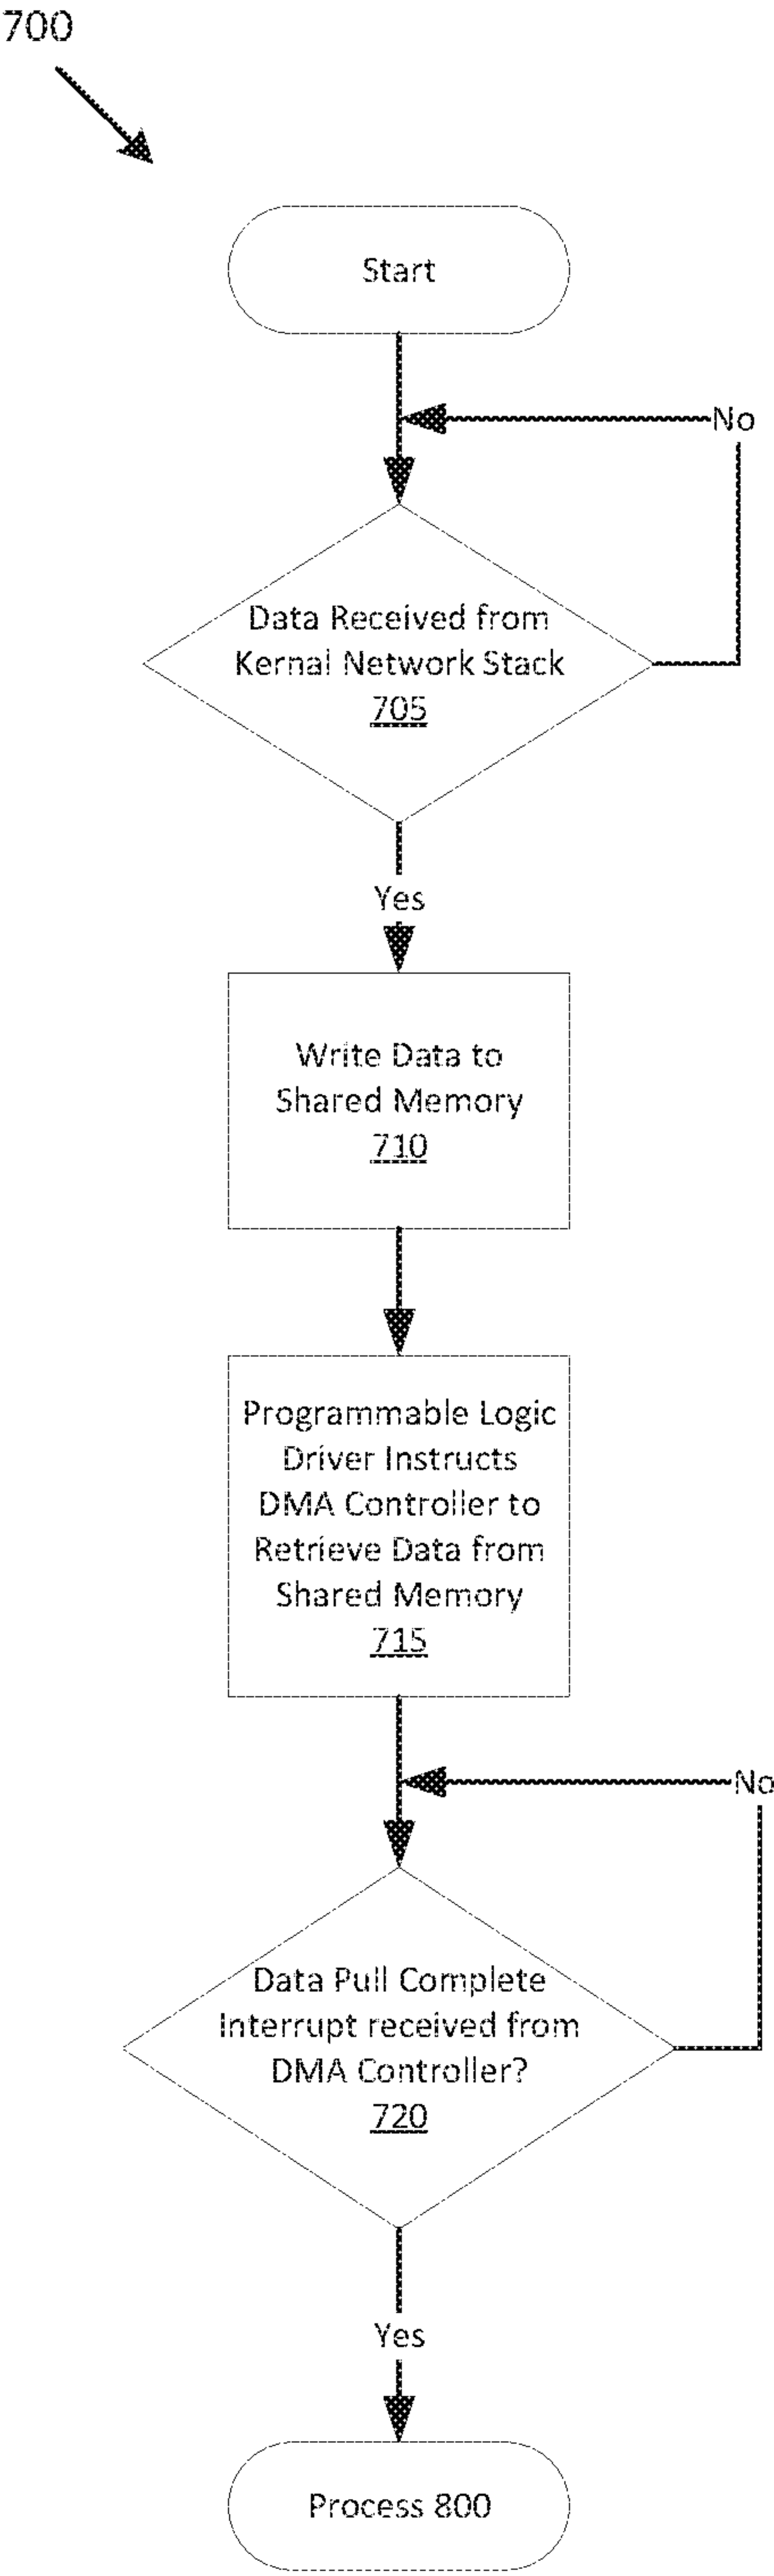 700
Start
No
Data Received from
Kernal Network Stack
705
Yes
Write Data to
Shared Memory
710
Programmable Logic
Driver Instructs
DMA Controller to
Retrieve Data from
Shared Memory
715
No
Data Pull Complete
Interrupt received from
DMA Controller?
720
Yes
Process 800